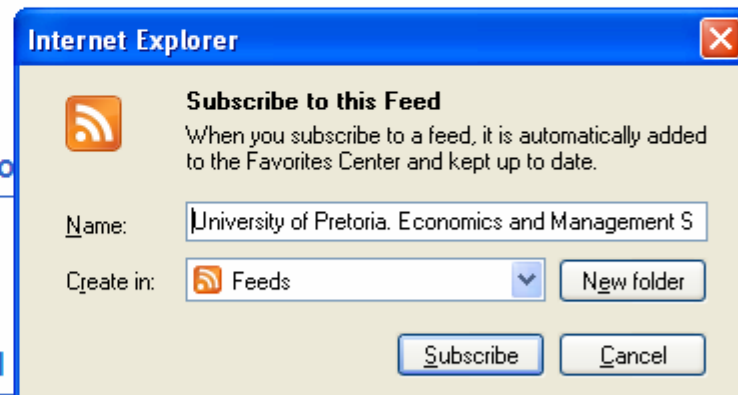 Internet Explorer
Subscribe to this Feed
When you subscribe to a feed, it is automatically added
to the Favorites Center and kept up to date.
Name: University of Pretoria. Economics and Management S
Create in: Feeds New folder
Subscribe Cancel